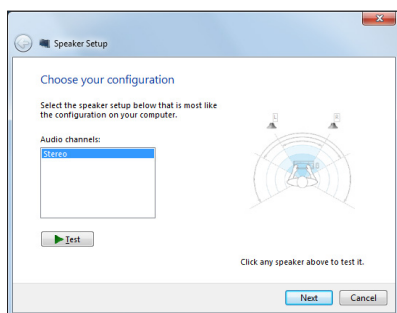 Speaker Setup
Choose your configuration
Select the speaker setup below that is most like
the configuration on your computer.
Audio channels:
Stereo
Test
L
R
Click any speaker above to test it.
Next
Cancel